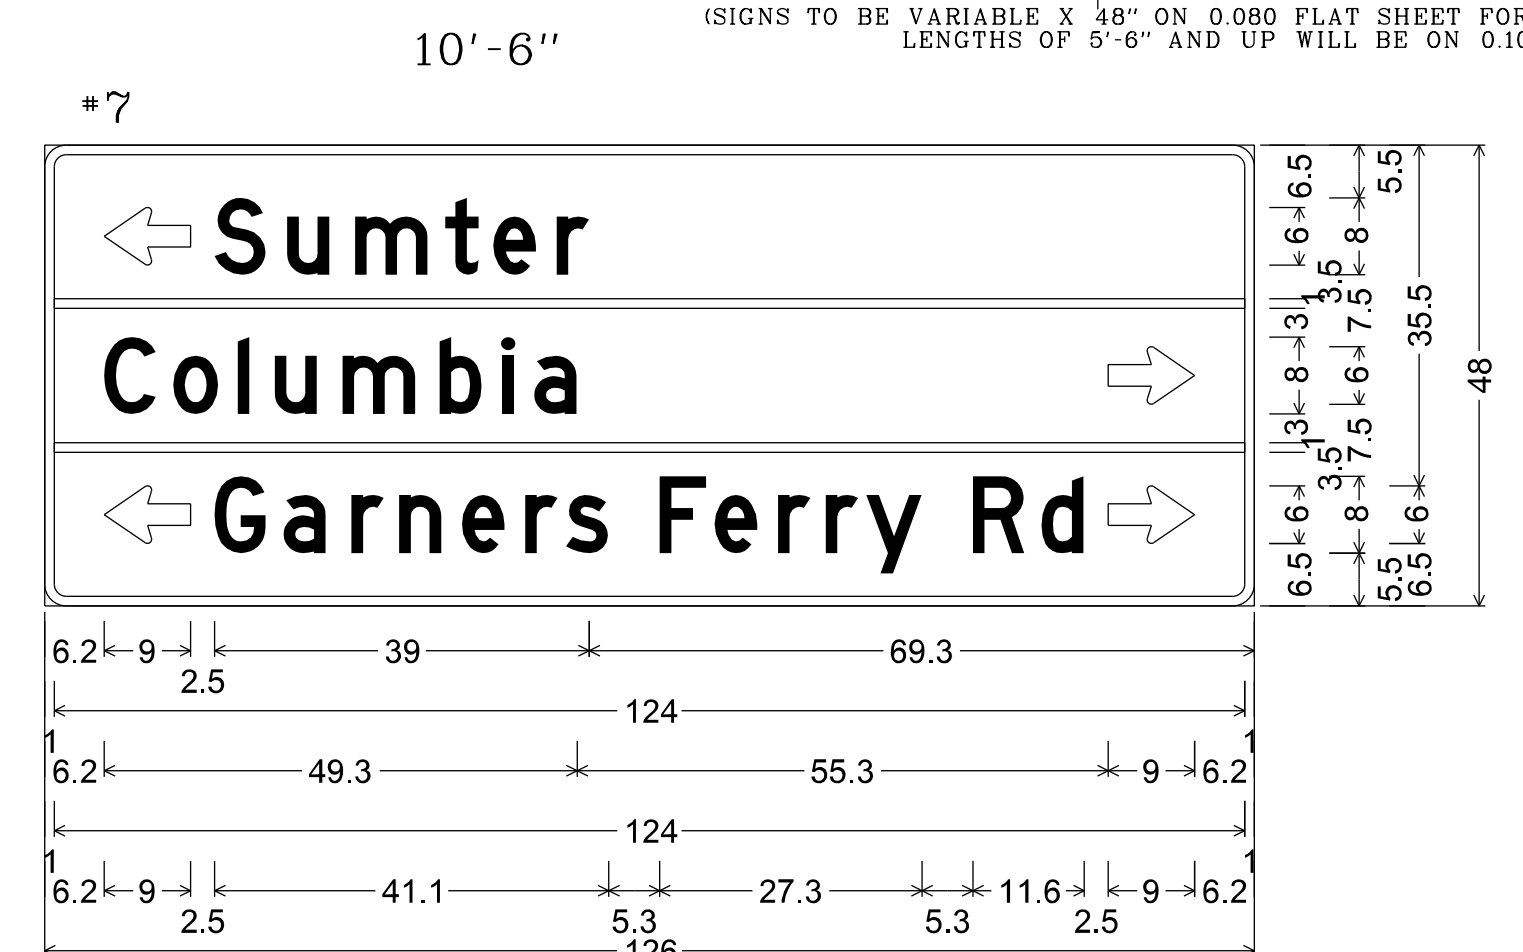 (SIGNS TO BE VARIABLE X 48" ON 0.080 FLAT SHEET FOR
LENGTHS OF 5'-6" AND UP WILL BE ON 0.10
10'-6"
#7
Sumter
Columbia
Garners Ferry Rd
6.5 6 3.5 1 3 8 3 1 3.5 6 6.5
8 7.5 6 7.5 8
5.5 35.5 6 5.5 6.5
48
6.2 9 39 69.3
2.5
124
1 1
6.2 49.3 55.3 9 6.2
124
1 1
6.2 9 41.1 27.3 11.6 9 6.2
2.5 5.3 5.3 2.5
126